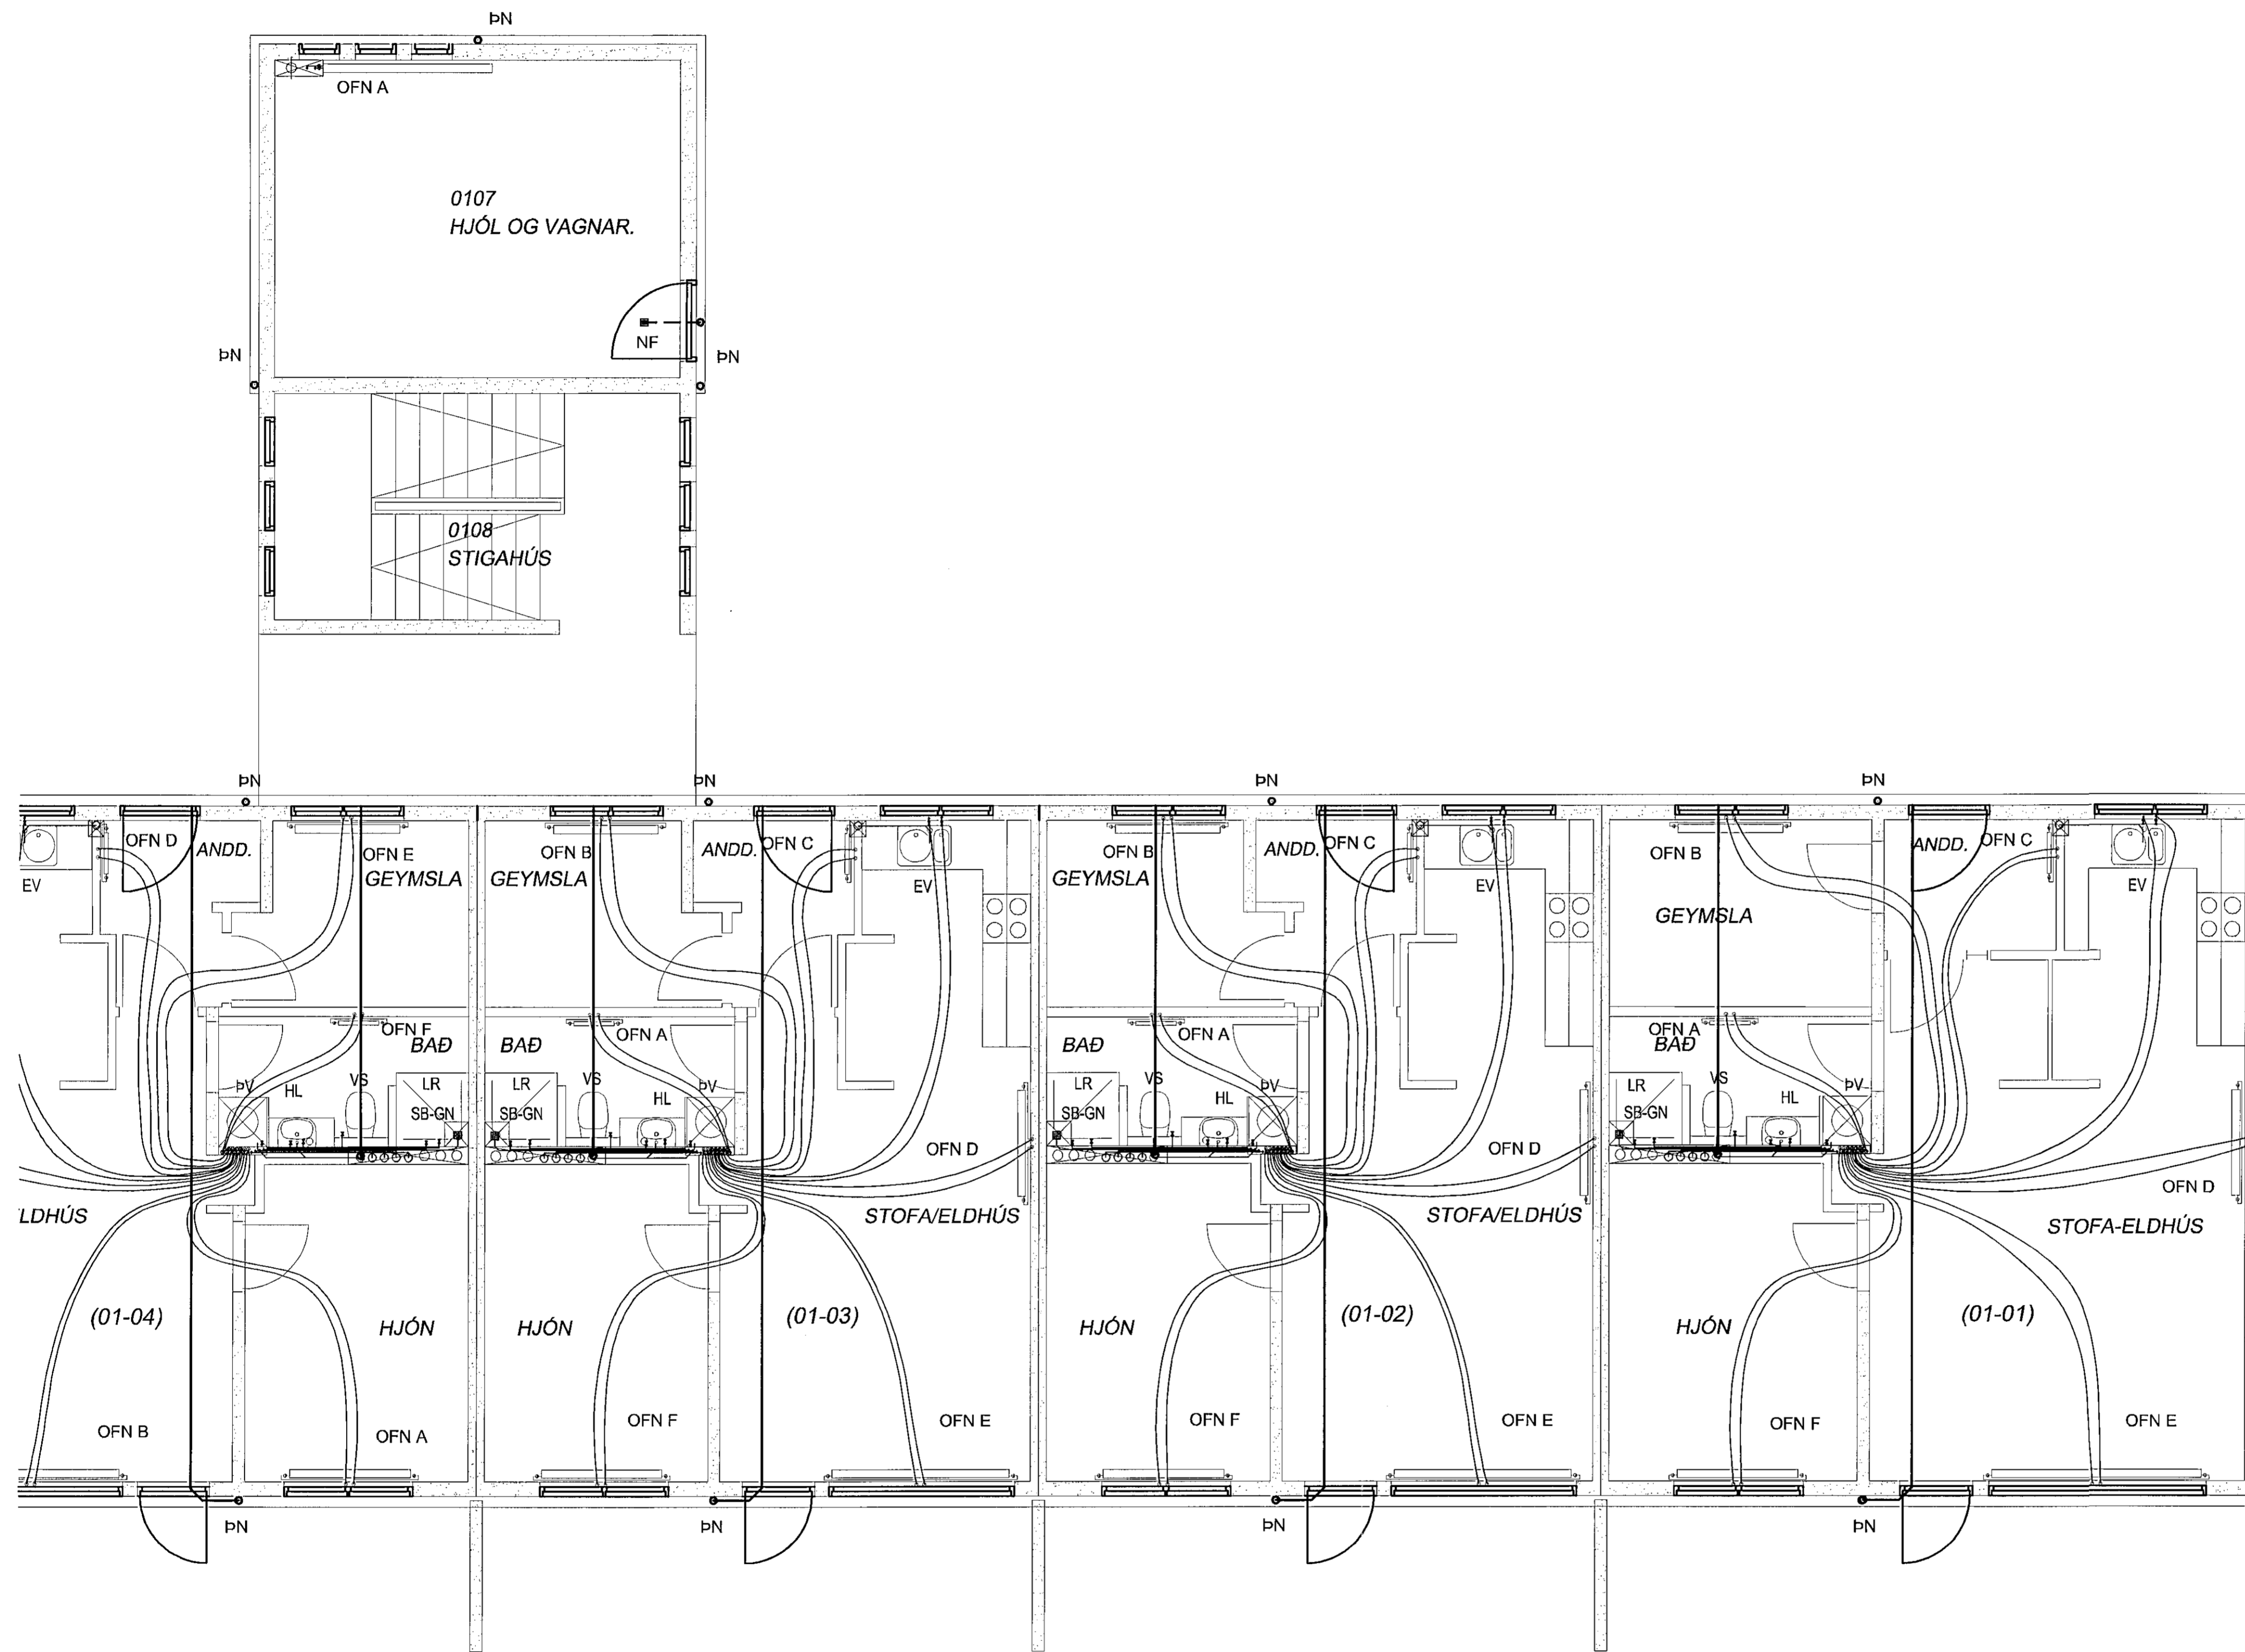 ÞN
OFN A
0107
HJÓL OG VAGNAR.
NF
ÞN
ÞN
0108
STIGAHÚS
ÞN
ÞN
ÞN
ÞN
OFN D
ANDD.
OFN E
GEYMSLA
EV
OFN B
GEYMSLA
ANDD.
OFN C
EV
OFN B
GEYMSLA
ANDD.
OFN C
EV
OFN B
GEYMSLA
ANDD.
OFN C
EV
OFN F
BAÐ
ÞV
HL
VS
LR
SB-GN
BAÐ
OFN A
LR
SB-GN
VS
HL
ÞV
BAÐ
OFN A
LR
SB-GN
VS
HL
ÞV
OFN A
BAÐ
LR
SB-GN
VS
HL
ÞV
OFN D
OFN D
OFN D
LDHÚS
STOFA/ELDHÚS
STOFA/ELDHÚS
STOFA-ELDHÚS
(01-04)
HJÓN
HJÓN
(01-03)
HJÓN
(01-02)
HJÓN
(01-01)
OFN B
OFN A
OFN F
OFN E
OFN F
OFN E
OFN F
OFN E
ÞN
ÞN
ÞN
ÞN